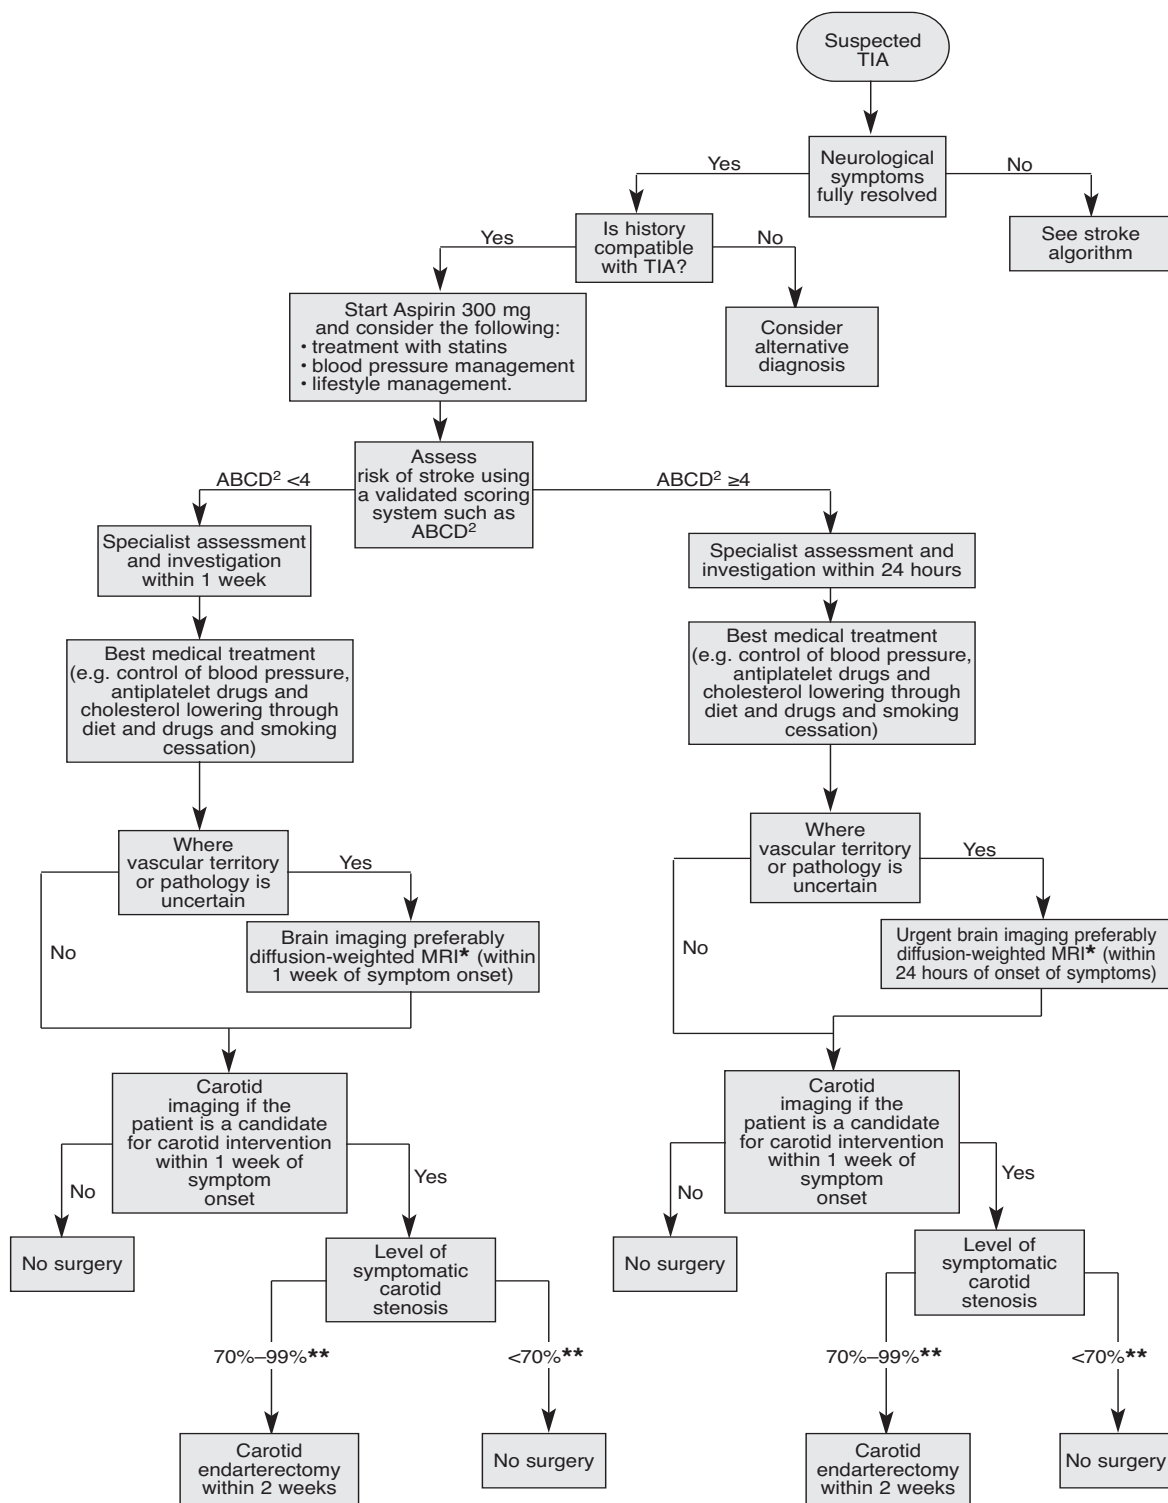 Suspected
TIA
Neurological
symptoms
fully resolved
Yes
No
Is history
compatible
with TIA?
See stroke
algorithm
Yes
No
Start Aspirin 300 mg
and consider the following:
• treatment with statins
• blood pressure management
• lifestyle management.
Consider
alternative
diagnosis
Assess
risk of stroke using
a validated scoring
system such as
ABCD²
ABCD² <4
ABCD² ≥4
Specialist assessment
and investigation
within 1 week
Specialist assessment and
investigation within 24 hours
Best medical treatment
(e.g. control of blood pressure,
antiplatelet drugs and
cholesterol lowering through
diet and drugs and smoking
cessation)
Best medical treatment
(e.g. control of blood pressure,
antiplatelet drugs and
cholesterol lowering through
diet and drugs and smoking
cessation)
Where
vascular territory
or pathology is
uncertain
Yes
No
Brain imaging preferably
diffusion-weighted MRI* (within
1 week of symptom onset)
Where
vascular territory
or pathology is
uncertain
Yes
No
Urgent brain imaging preferably
diffusion-weighted MRI* (within
24 hours of onset of symptoms)
Carotid
imaging if the
patient is a candidate
for carotid intervention
within 1 week of
symptom
onset
No
Yes
No surgery
Level of
symptomatic
carotid
stenosis
70%–99%**
<70%**
Carotid
endarterectomy
within 2 weeks
No surgery
Carotid
imaging if the
patient is a candidate
for carotid intervention
within 1 week of
symptom
onset
No
Yes
No surgery
Level of
symptomatic
carotid
stenosis
70%–99%**
<70%**
Carotid
endarterectomy
within 2 weeks
No surgery